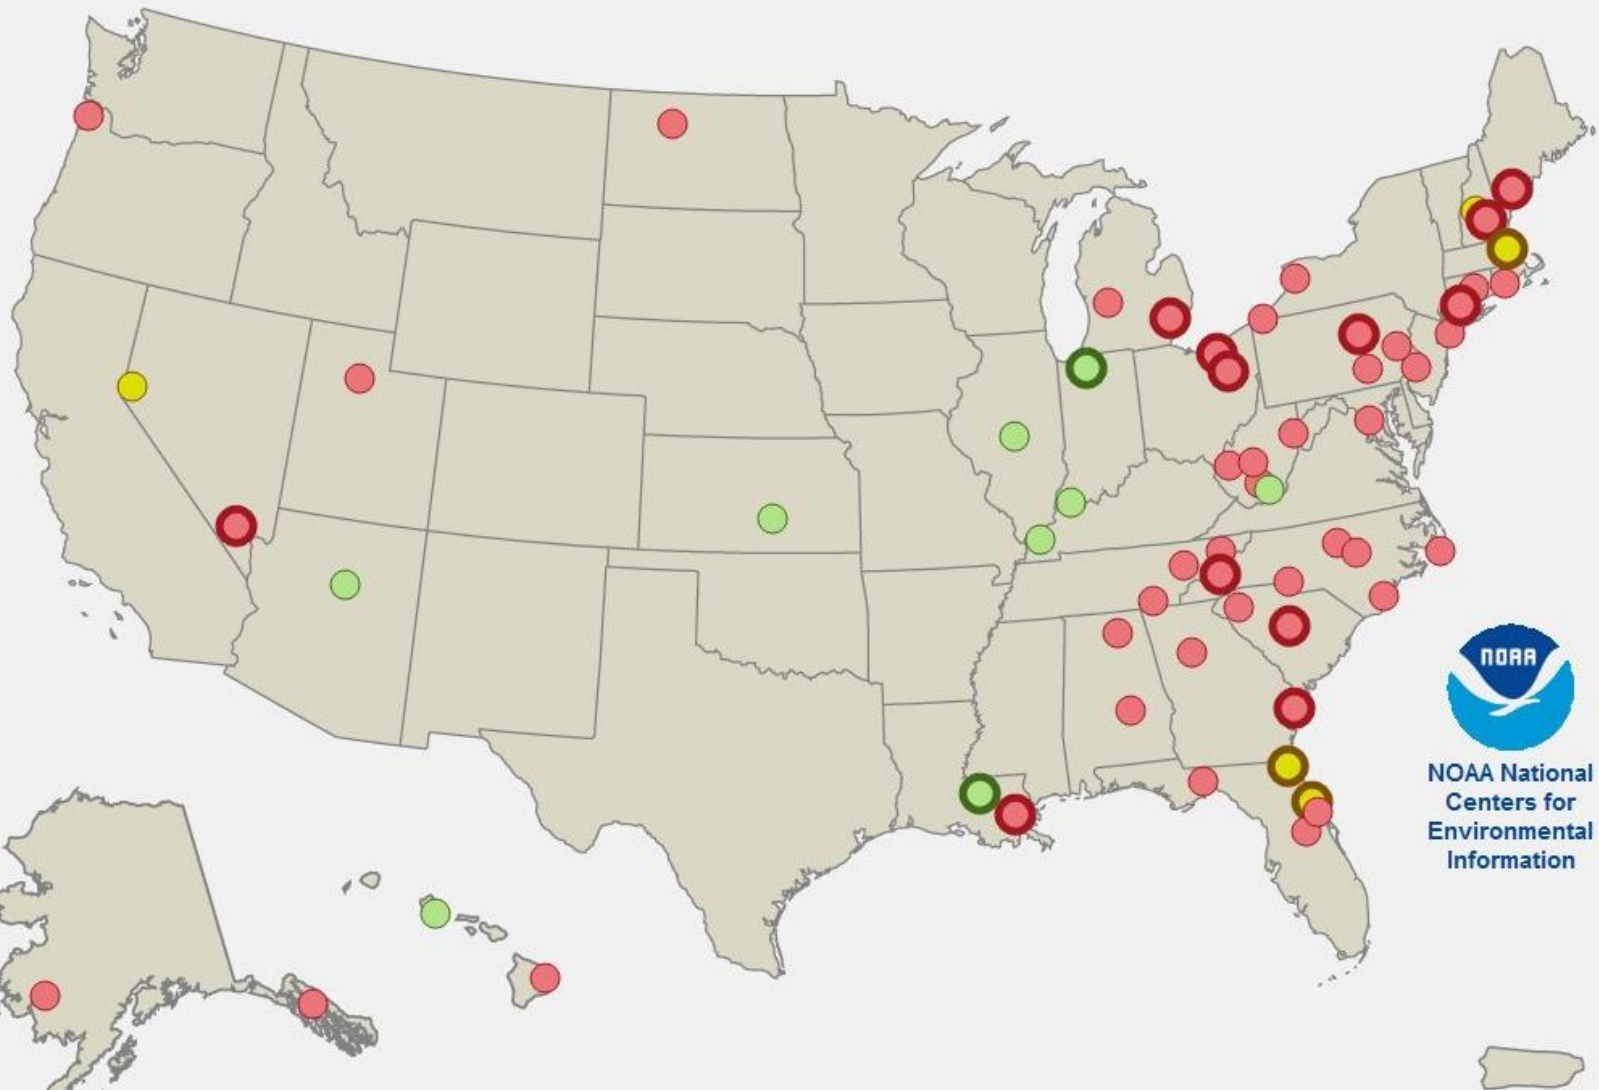 NOAA
NOAA National
Centers for
Environmental
Information